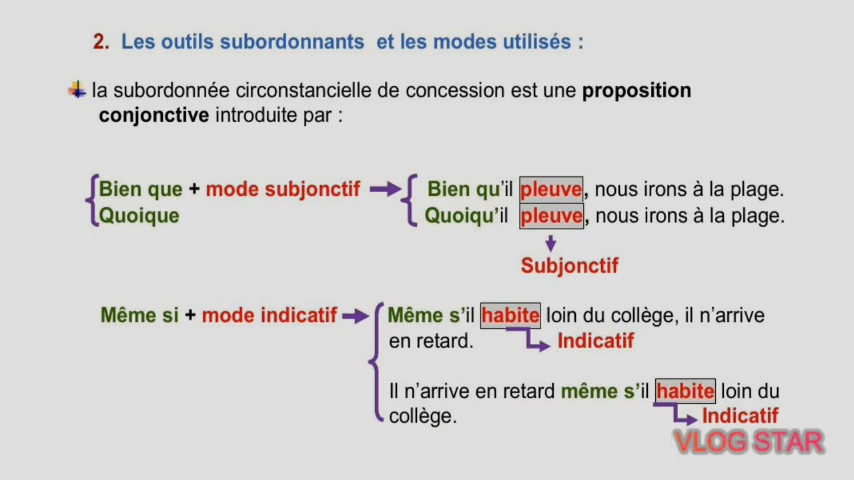 2. Les outils subordonnants et les modes utilisés :
la subordonnée circonstancielle de concession est une proposition
conjonctive introduite par :
Bien que + mode subjonctif
Quoique
Bien qu'il pleuve, nous irons à la plage.
Quoiqu'il pleuve, nous irons à la plage.
Subjonctif
Même si + mode indicatif
Même s'il habite loin du collège, il n'arrive
en retard.
Indicatif
Il n'arrive en retard même s'il habite loin du
collège.
Indicatif
VLOG STAR